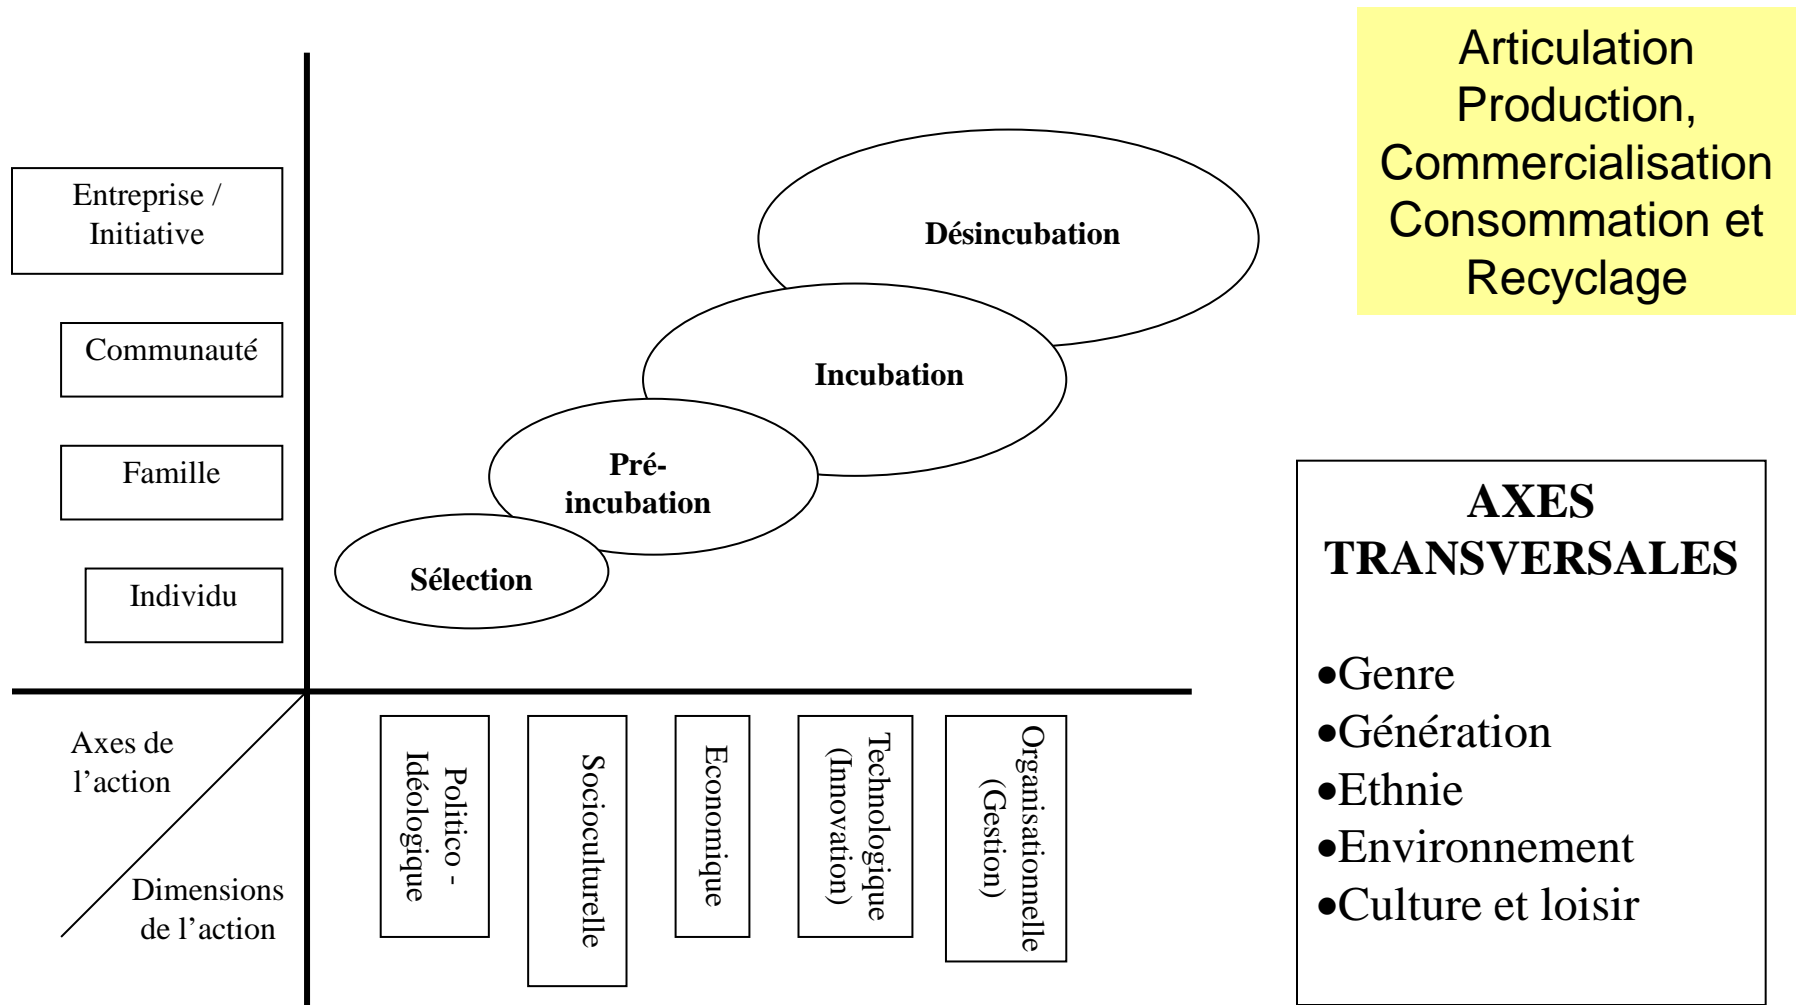 Articulation
Production,
Commercialisation
Consommation et
Recyclage
Entreprise /
Initiative
Communauté
Famille
Individu
Désincubation
Incubation
Pré-
incubation
Sélection
Axes de
l’action
Dimensions
de l’action
Politico -
Idéologique
Socioculturelle
Economique
Technologique
(Innovation)
Organisationnelle
(Gestion)
AXES
TRANSVERSALES
•Genre
•Génération
•Ethnie
•Environnement
•Culture et loisir